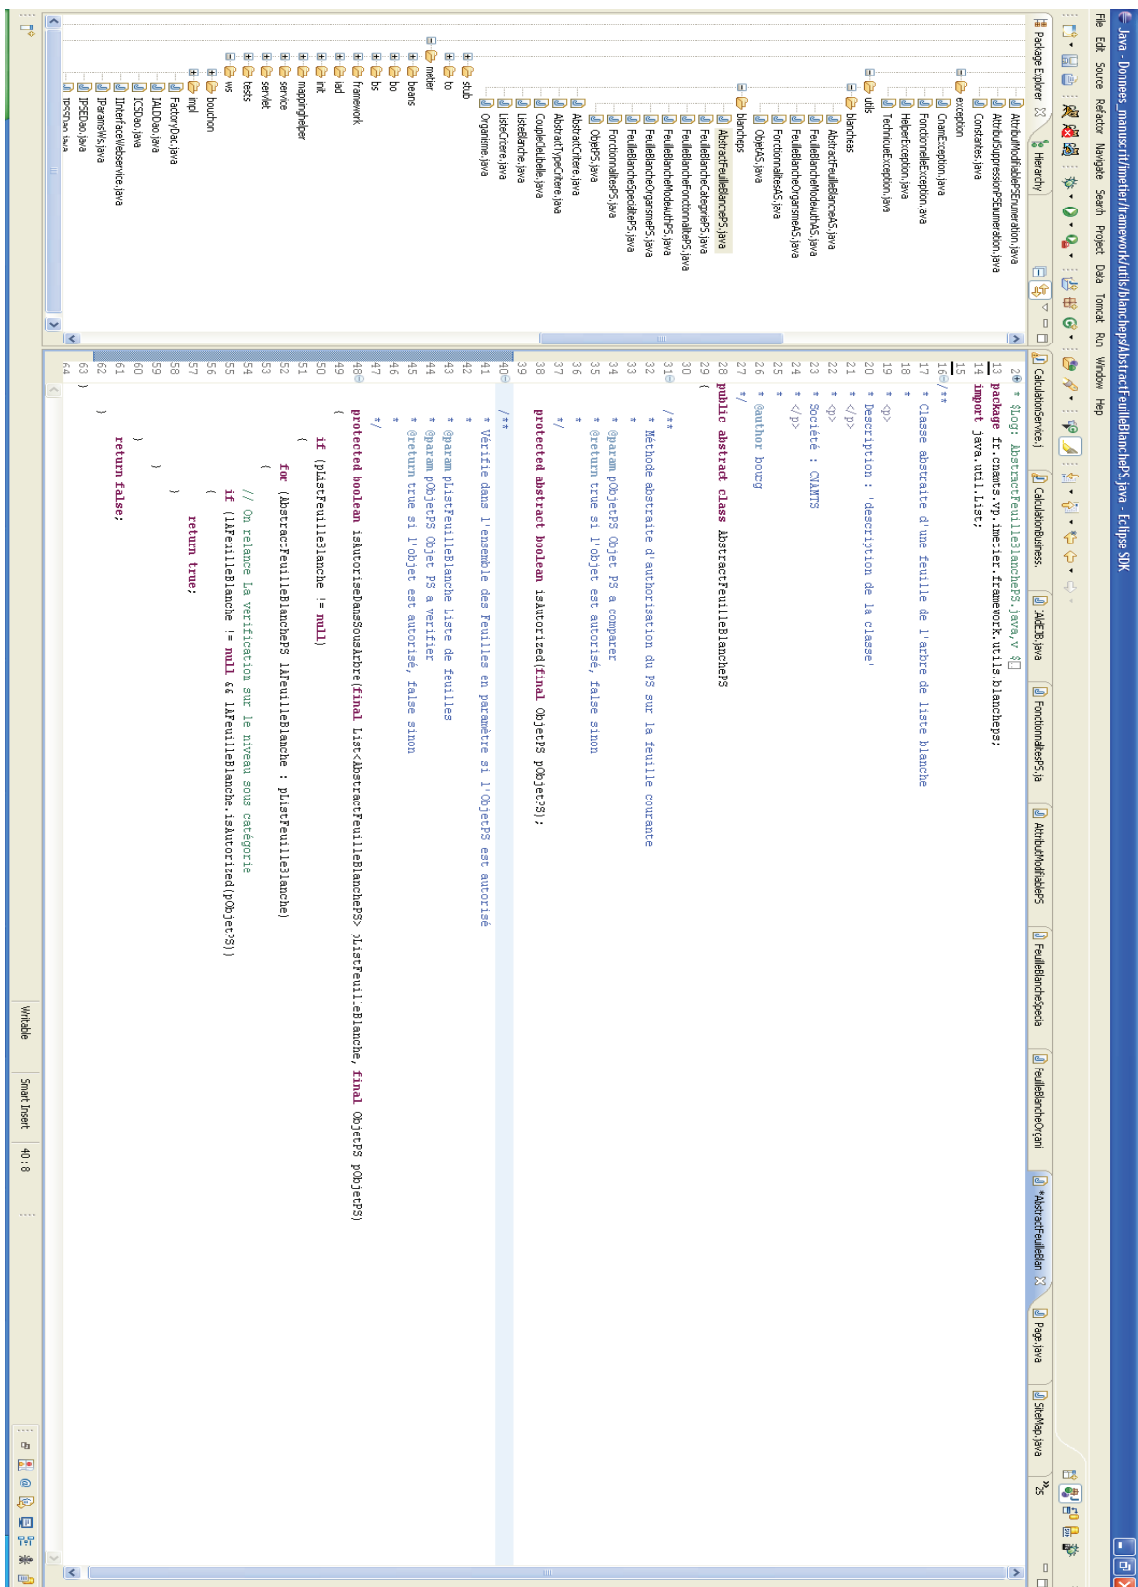 Java - Donnees_manuscrit/imetier/framework/utils/blancheps/AbstractFeuilleBlanchePS.java - Eclipse SDK
File Edit Source Refactor Navigate Search Project Data Tomcat Run Window Help
Package Explorer Hierarchy
AttributModifiablePSEnumeration.java
AttributSuppressionPSEnumeration.java
Constantes.java
exception
CnamException.java
FonctionnelleException.java
HelperException.java
TechniqueException.java
utils
blancheas
AbstractFeuilleBlancheAS.java
FeuilleBlancheModeAuthAS.java
FeuilleBlancheOrganismeAS.java
FonctionnalitesAS.java
ObjetAS.java
blancheps
AbstractFeuilleBlanchePS.java
FeuilleBlancheCategoriePS.java
FeuilleBlancheFonctionnalitePS.java
FeuilleBlancheModeAuthPS.java
FeuilleBlancheOrganismePS.java
FeuilleBlancheSpecialitePS.java
FonctionnalitesPS.java
ObjetPS.java
AbstractCritere.java
AbstractTypeCritere.java
CoupleCleLibelle.java
ListeBlanche.java
ListeCritere.java
Organisme.java
stub
to
metier
beans
bo
bs
framework
iad
init
mappinghelper
service
servlet
tests
ws
bouchon
impl
FactoryDac.java
IALDDao.java
ICSDao.java
IInterfaceWebservice.java
IParamsWs.java
IPSEDao.java
IPSSDao.java
CalculationService.j CalculationBusiness. *AldEJB.java FonctionnalitesPS.ja AttributModifiablePS FeuilleBlancheSpecia FeuilleBlancheOrgani *AbstractFeuilleBlan Page.java SiteMap.java »25
2 * $Log: AbstractFeuilleBlanchePS.java,v $
13 package fr.cnamts.vp.imetier.framework.utils.blancheps;
14 import java.util.List;
15
16 /**
17 * Classe abstraite d'une feuille de l'arbre de liste blanche
18 *
19 * <p>
20 * Description : 'description de la classe'
21 * </p>
22 * <p>
23 * Société : CNAMTS
24 * </p>
25 *
26 * @author bourg
27 */
28 public abstract class AbstractFeuilleBlanchePS
29 {
30
31 /**
32 * Méthode abstraite d'authorisation du PS sur la feuille courante
33 *
34 * @param pObjetPS Objet PS a comparer
35 * @return true si l'objet est autorisé, false sinon
36 *
37 */
38 protected abstract boolean isAutorized(final ObjetPS pObjetPS);
39
40 /**
41 * Vérifie dans l'ensemble des Feuilles en paramètre si l'ObjetPS est autorisé
42 *
43 * @param pListFeuilleBlanche Liste de feuilles
44 * @param pObjetPS Objet PS a verifier
45 * @return true si l'objet est autorisé, false sinon
46 *
47 */
48 protected boolean isAutoriseDansSousArbre(final List<AbstractFeuilleBlanchePS> pListFeuilleBlanche, final ObjetPS pObjetPS)
49 {
50 if (pListFeuilleBlanche != null)
51 {
52 for (AbstractFeuilleBlanchePS lAFeuilleBlanche : pListFeuilleBlanche)
53 {
54 // On relance La verification sur le niveau sous catégorie
55 if (lAFeuilleBlanche != null && lAFeuilleBlanche.isAutorized(pObjetPS))
56 {
57 return true;
58 }
59 }
60 }
61 return false;
62 }
63 }
64
Writable Smart Insert 40 : 8